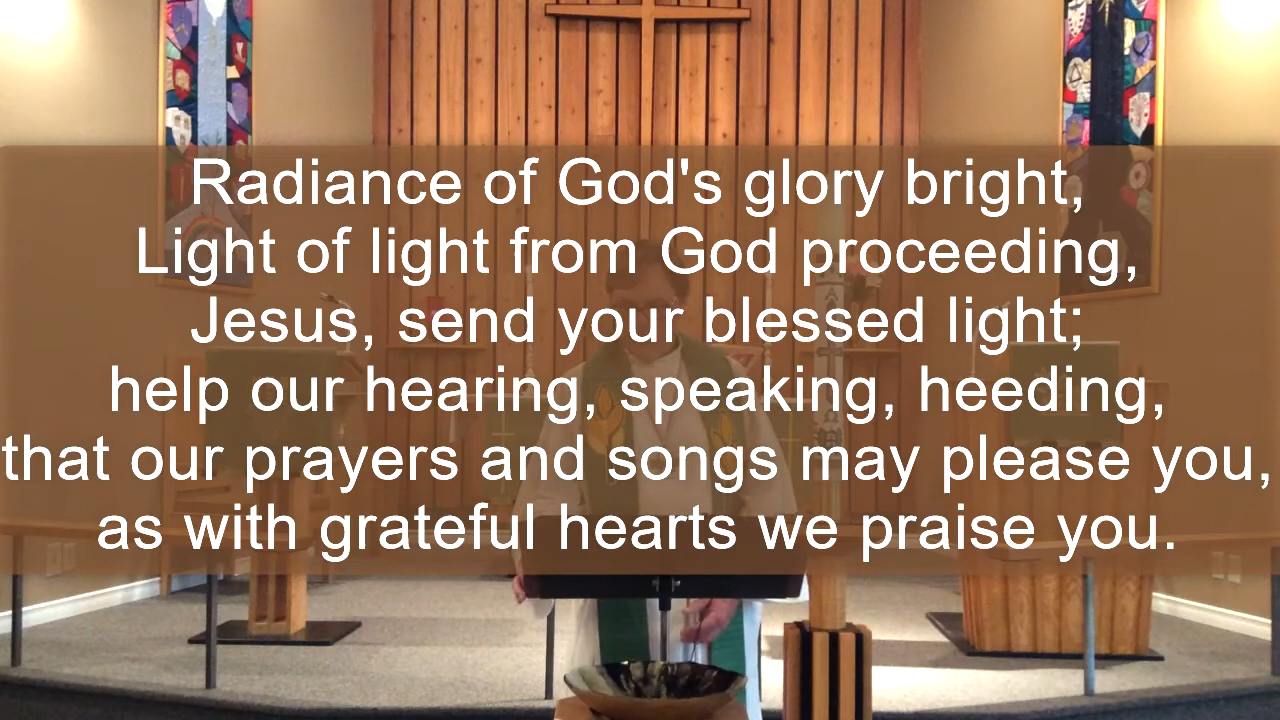 Radiance of God's glory bright,
Light of light from God proceeding,
Jesus, send your blessed light;
help our hearing, speaking, heeding,
that our prayers and songs may please you,
as with grateful hearts we praise you.